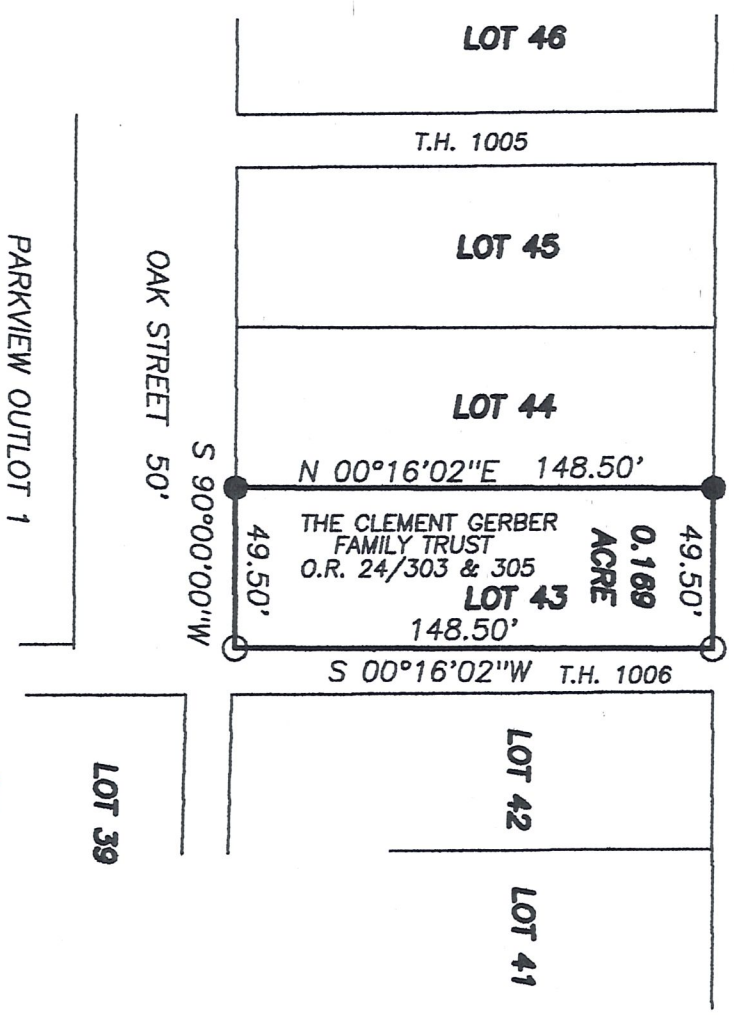 LOT 46
T.H. 1005
LOT 45
LOT 44
N 00°16'02"E 148.50'
THE CLEMENT GERBER
FAMILY TRUST
O.R. 24/303 & 305
LOT 43
0.169
ACRE
49.50'
49.50'
148.50'
S 00°16'02"W T.H. 1006
S 90°00'00"W
OAK STREET 50'
PARKVIEW OUTLOT 1
LOT 42
LOT 41
LOT 39